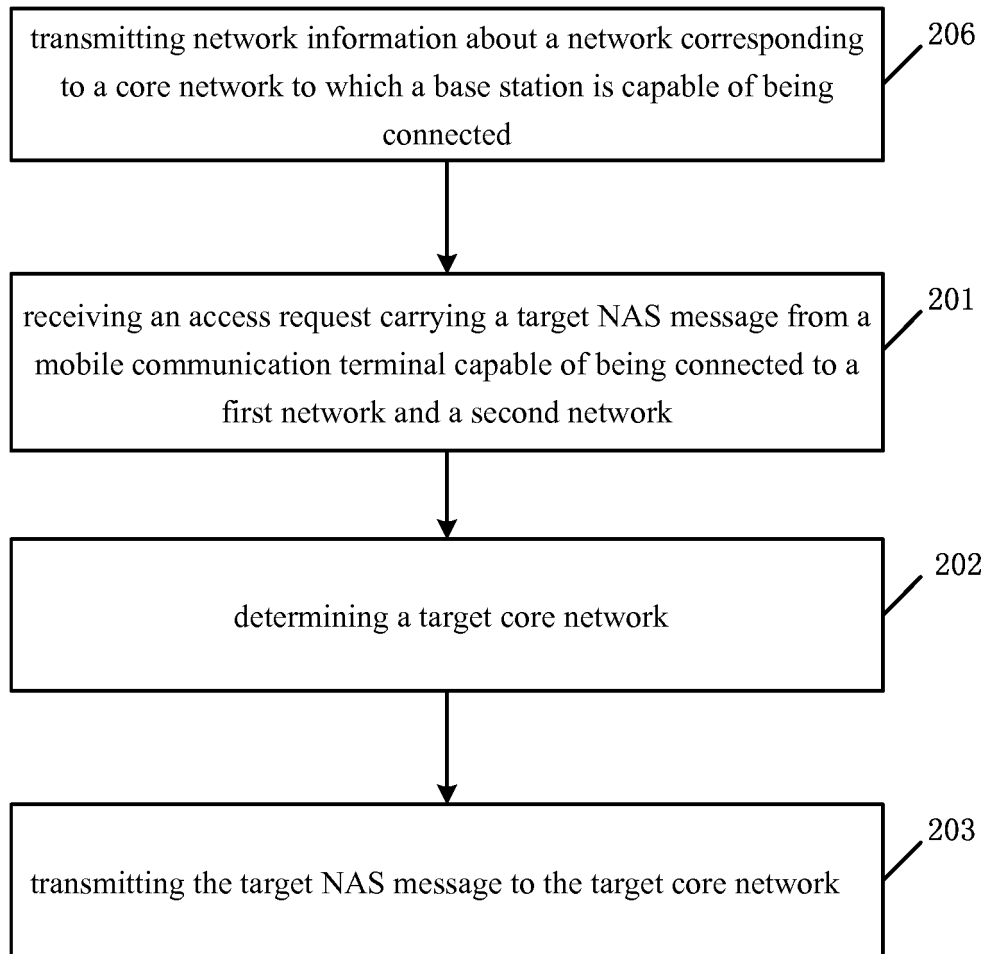 transmitting network information about a network corresponding
to a core network to which a base station is capable of being
connected
206
receiving an access request carrying a target NAS message from a
mobile communication terminal capable of being connected to a
first network and a second network
201
determining a target core network
202
transmitting the target NAS message to the target core network
203